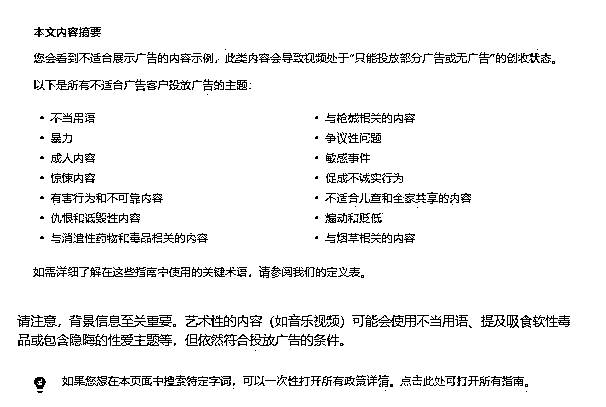 本文内容摘要
您会看到不适合展示广告的内容示例，此类内容会导致视频处于“只能投放部分广告或无广告”的创收状态。
以下是所有不适合广告客户投放广告的主题：
• 不当用语
• 暴力
• 成人内容
• 惊悚内容
• 有害行为和不可靠内容
• 仇恨和诋毁性内容
• 与消遣性药物和毒品相关的内容
• 与枪械相关的内容
• 争议性问题
• 敏感事件
• 促成不诚实行为
• 不适合儿童和全家共享的内容
• 煽动和贬低
• 与烟草相关的内容
如需详细了解在这些指南中使用的关键术语，请参阅我们的定义表。
请注意，背景信息至关重要。艺术性的内容（如音乐视频）可能会使用不当用语、提及吸食软性毒
品或包含隐晦的性爱主题等，但依然符合投放广告的条件。
如果您想在本页面中搜索特定字词，可以一次性打开所有政策详情。点击此处可打开所有指南。